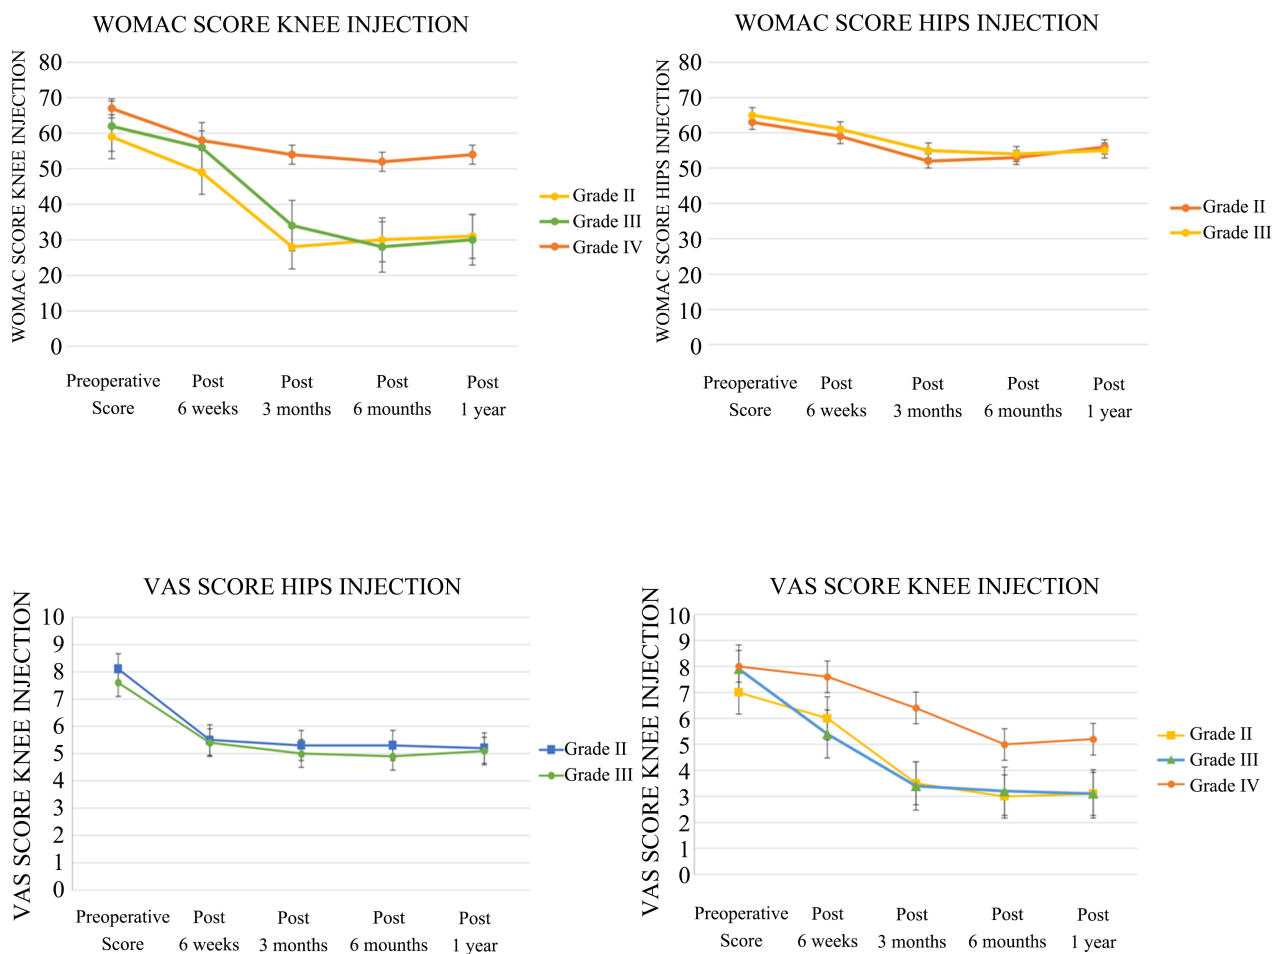 WOMAC SCORE KNEE INJECTION
WOMAC SCORE KNEE INJECTION
80
70
60
50
40
30
20
10
0
Preoperative Score
Post 6 weeks
Post 3 months
Post 6 mounths
Post 1 year
Grade II
Grade III
Grade IV
WOMAC SCORE HIPS INJECTION
WOMAC SCORE HIPS INJECTION
80
70
60
50
40
30
20
10
0
Preoperative Score
Post 6 weeks
Post 3 months
Post 6 mounths
Post 1 year
Grade II
Grade III
VAS SCORE HIPS INJECTION
VAS SCORE KNEE INJECTION
10
9
8
7
6
5
4
3
2
1
0
Preoperative Score
Post 6 weeks
Post 3 months
Post 6 mounths
Post 1 year
Grade II
Grade III
VAS SCORE KNEE INJECTION
VAS SCORE KNEE INJECTION
10
9
8
7
6
5
4
3
2
1
0
Preoperative Score
Post 6 weeks
Post 3 months
Post 6 mounths
Post 1 year
Grade II
Grade III
Grade IV